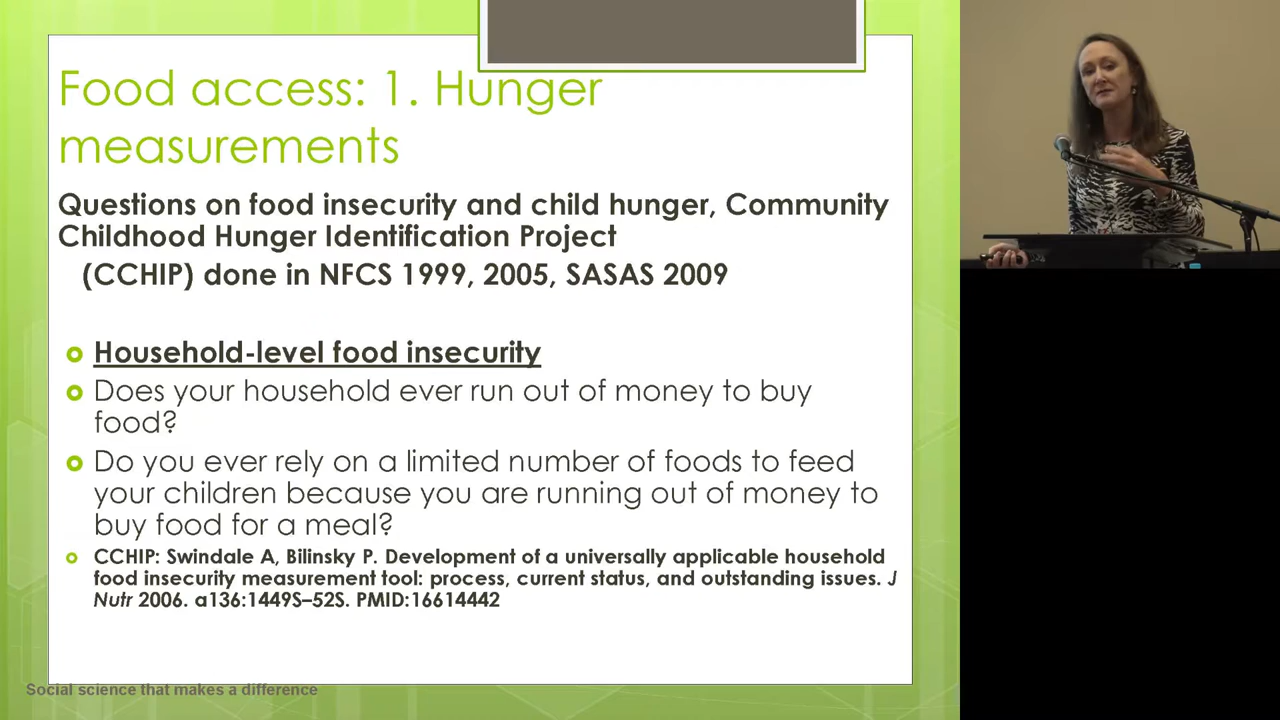 Food access: 1. Hunger
measurements
Questions on food insecurity and child hunger, Community
Childhood Hunger Identification Project
(CCHIP) done in NFCS 1999, 2005, SASAS 2009
Household-level food insecurity
Does your household ever run out of money to buy
food?
Do you ever rely on a limited number of foods to feed
your children because you are running out of money to
buy food for a meal?
CCHIP: Swindale A, Bilinsky P. Development of a universally applicable household
food insecurity measurement tool: process, current status, and outstanding issues. J
Nutr 2006. a136:1449S–52S. PMID:16614442
Social science that makes a difference